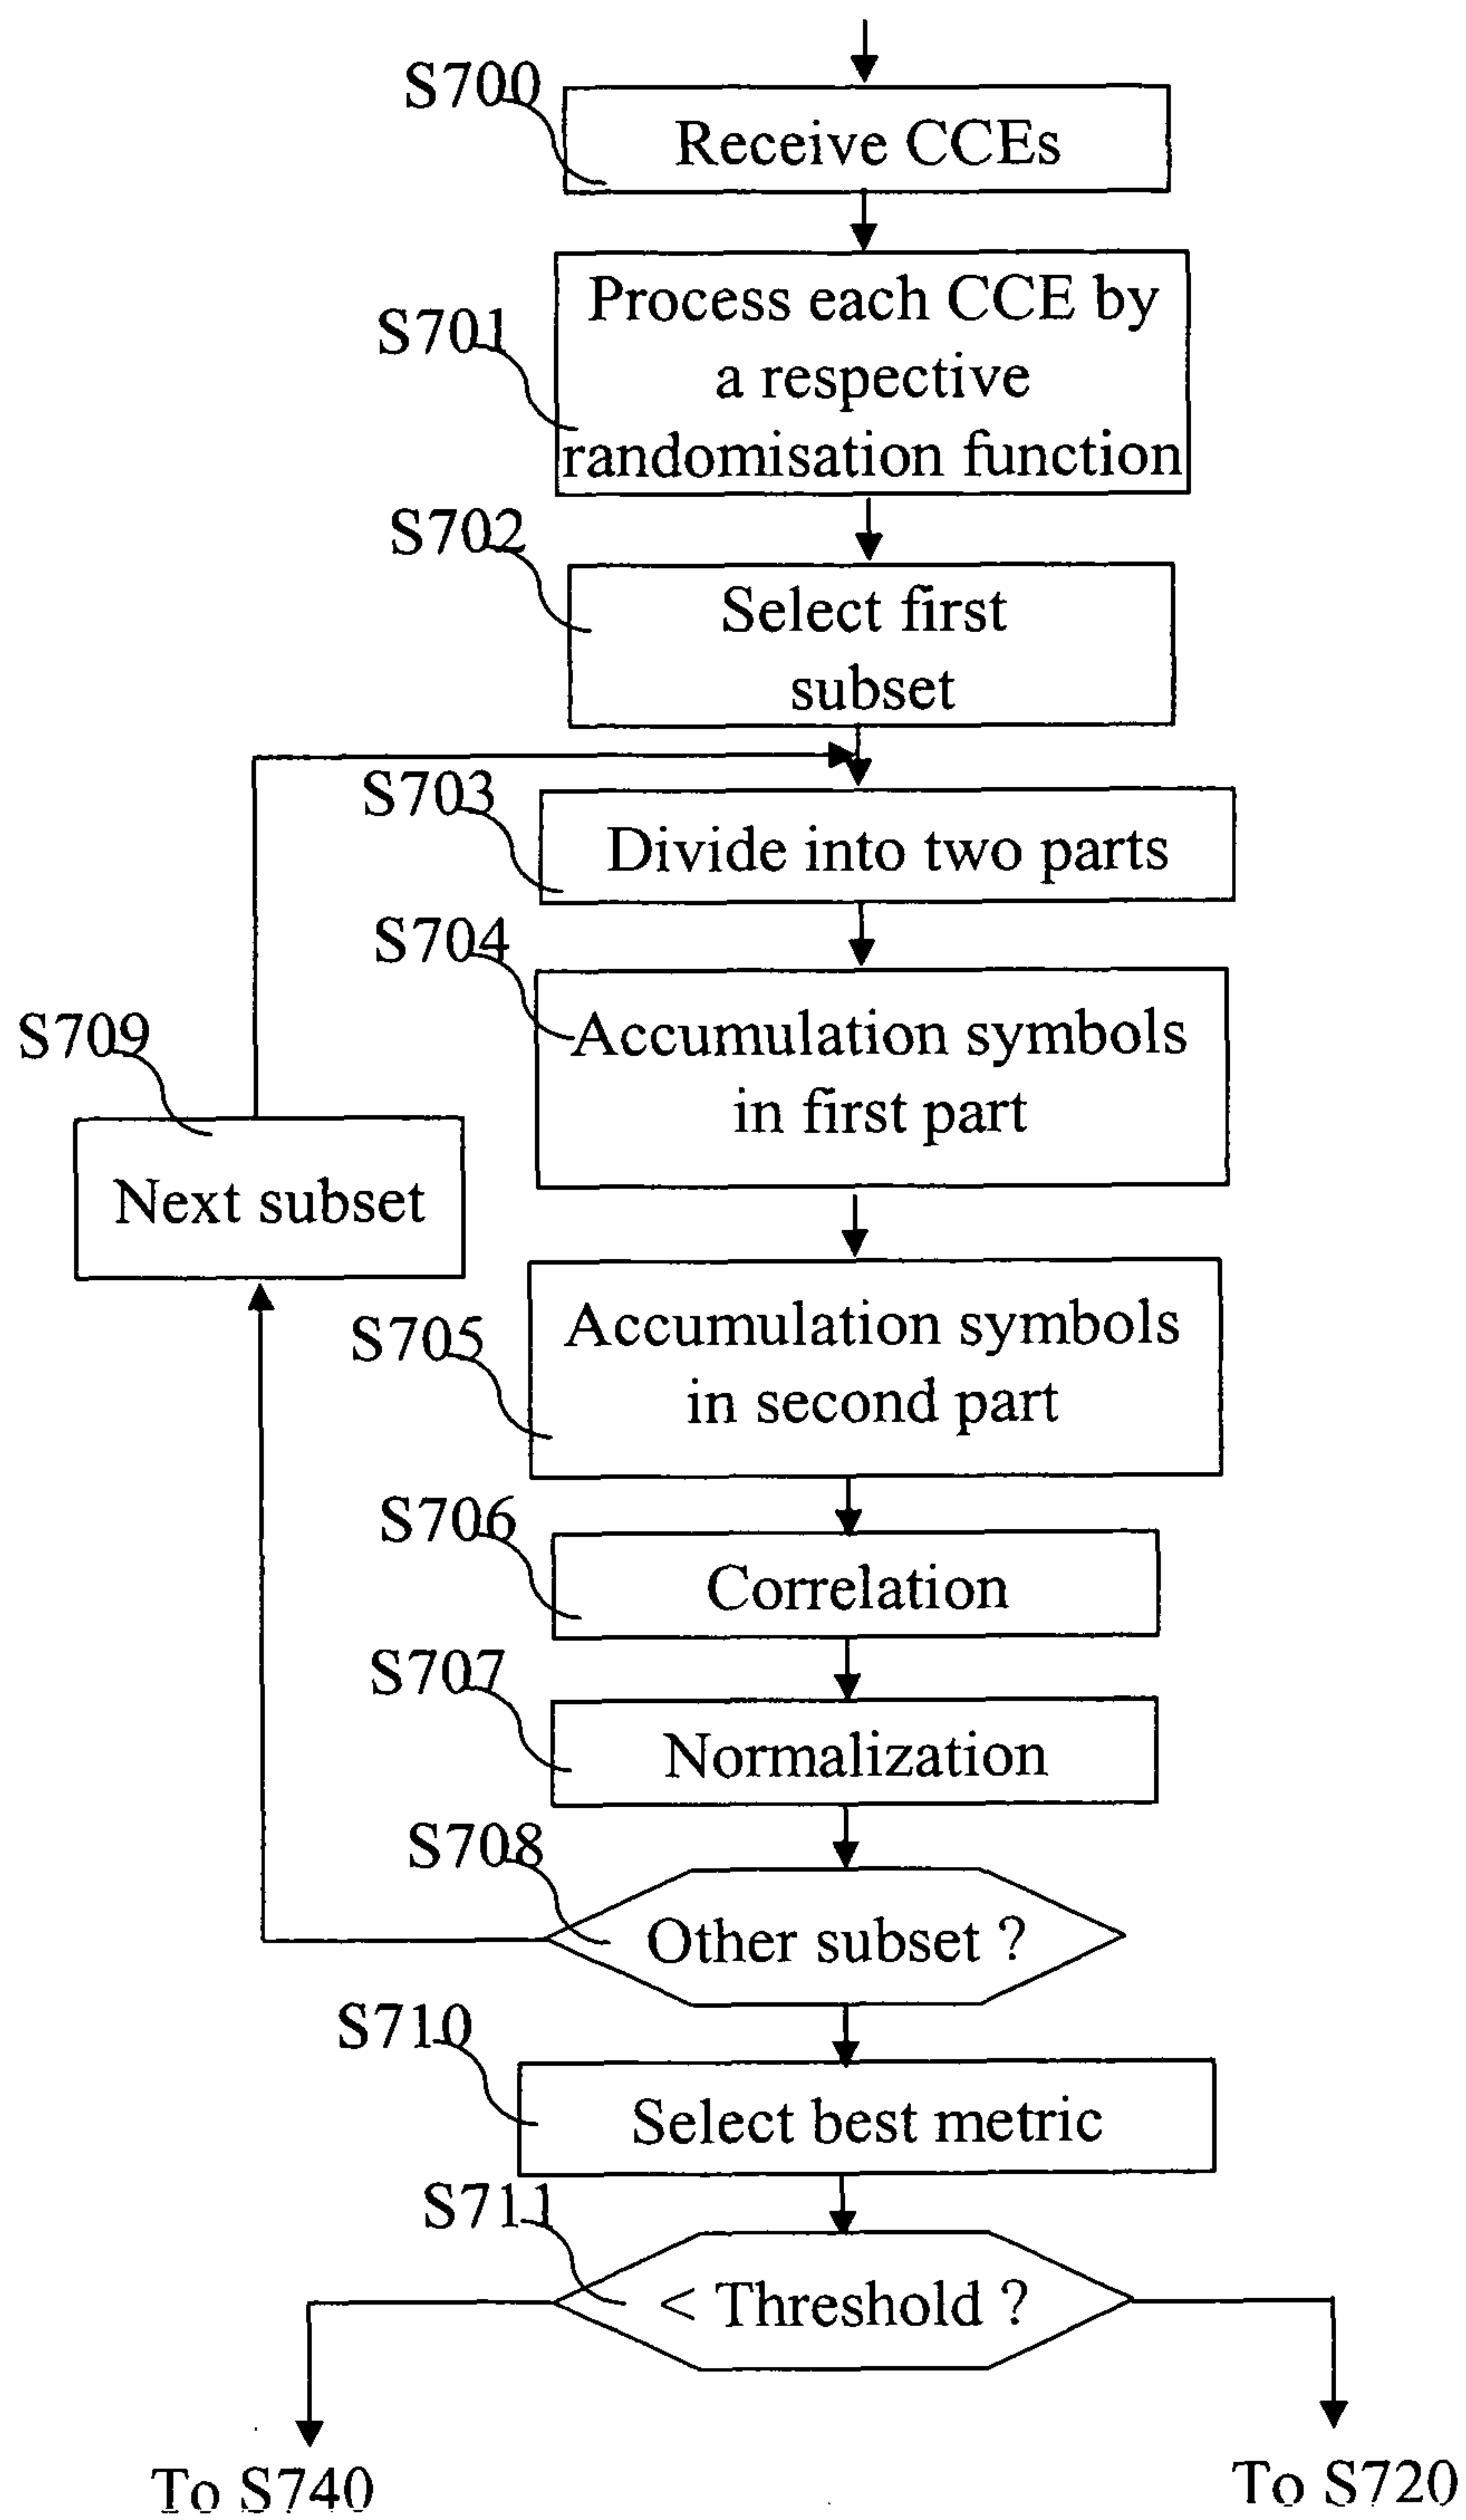 S700
Receive CCEs
S701
Process each CCE by
a respective
randomisation function
S702
Select first
subset
S703
Divide into two parts
S704
Accumulation symbols
in first part
S709
Next subset
S705
Accumulation symbols
in second part
S706
Correlation
S707
Normalization
S708
Other subset ?
S710
Select best metric
S711
< Threshold ?
To S740
To S720